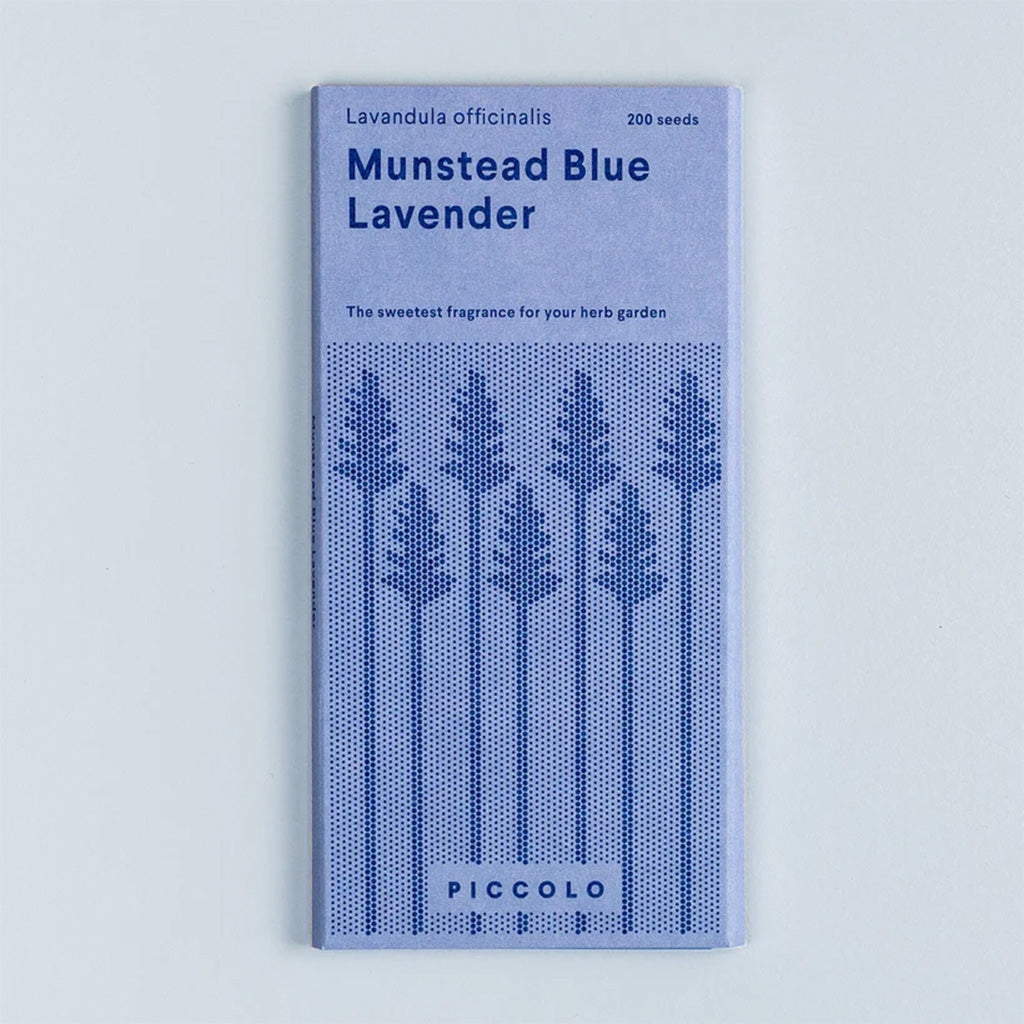 Lavandula officinalis
200 seeds
Munstead Blue
Lavender
The sweetest fragrance for your herb garden
PICCOLO